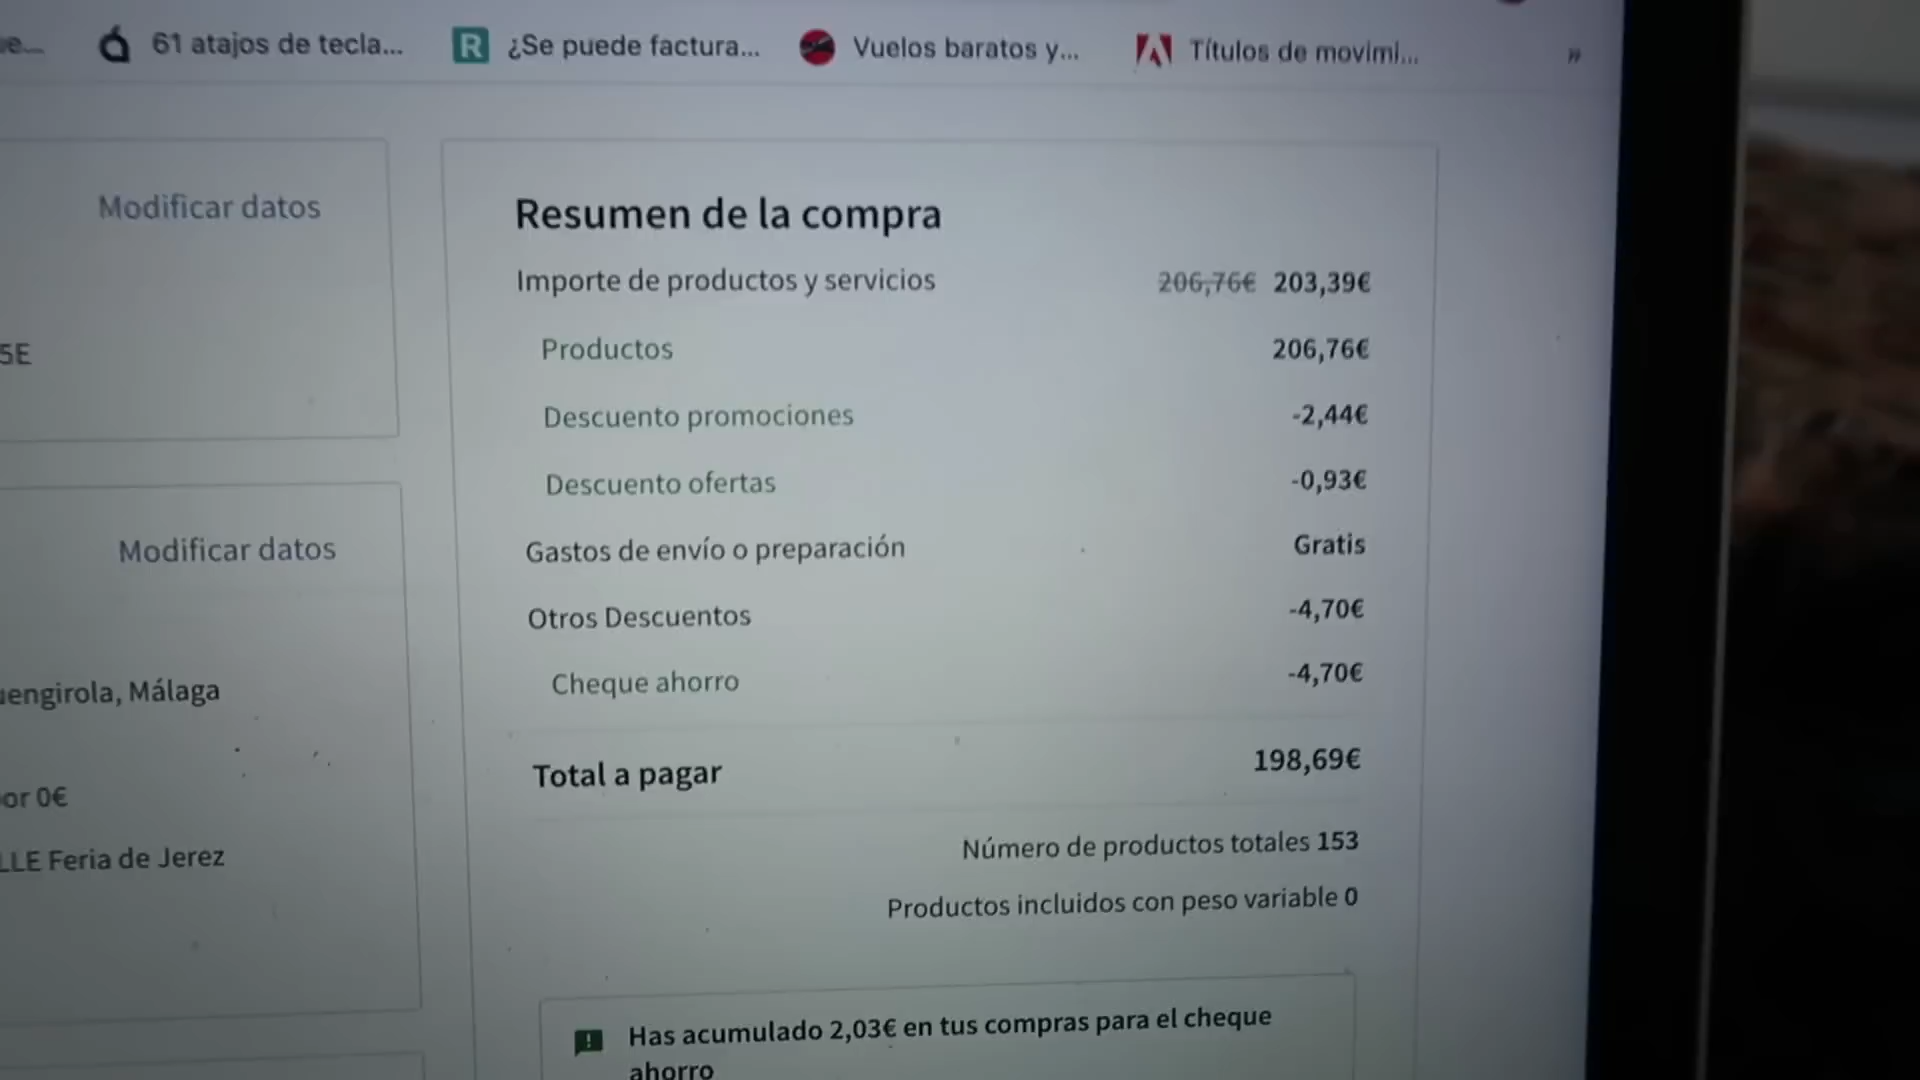 61 atajos de tecla...
R ¿Se puede factura...
Vuelos baratos y...
Títulos de movimi...
»
Modificar datos
5E
Modificar datos
uengirola, Málaga
or 0€
LLE Feria de Jerez
Resumen de la compra
Importe de productos y servicios 206,76€ 203,39€
Productos 206,76€
Descuento promociones -2,44€
Descuento ofertas -0,93€
Gastos de envío o preparación Gratis
Otros Descuentos -4,70€
Cheque ahorro -4,70€
Total a pagar 198,69€
Número de productos totales 153
Productos incluidos con peso variable 0
Has acumulado 2,03€ en tus compras para el cheque
ahorro